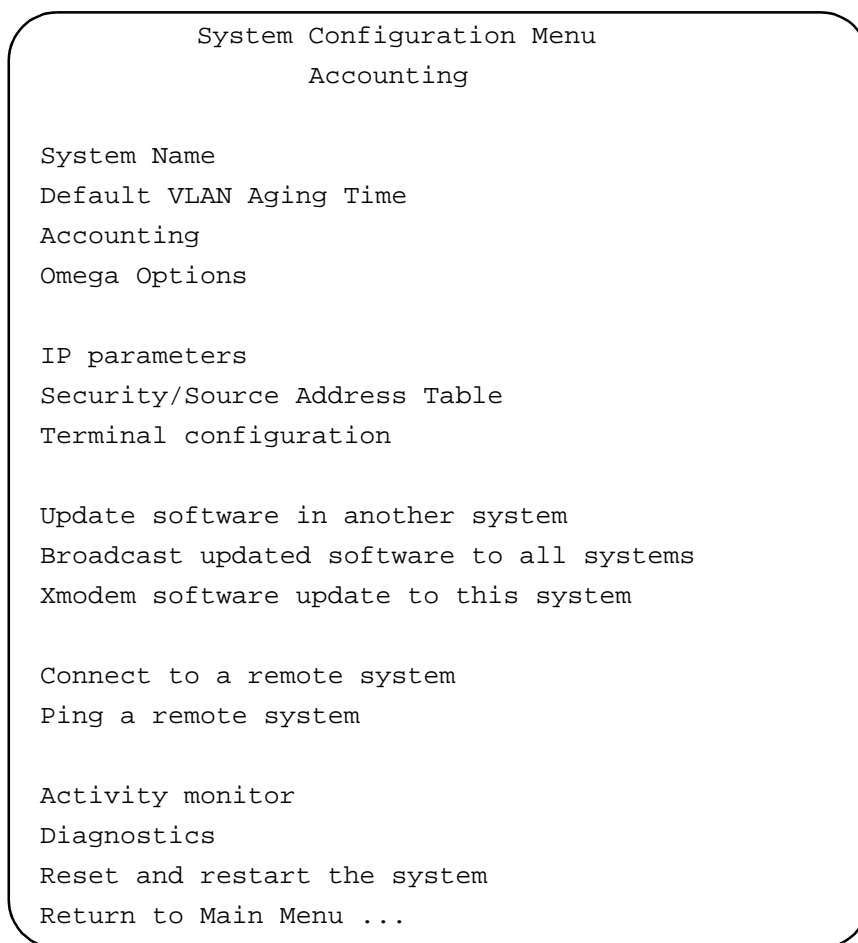 System Configuration Menu
Accounting
System Name
Default VLAN Aging Time
Accounting
Omega Options
IP parameters
Security/Source Address Table
Terminal configuration
Update software in another system
Broadcast updated software to all systems
Xmodem software update to this system
Connect to a remote system
Ping a remote system
Activity monitor
Diagnostics
Reset and restart the system
Return to Main Menu ...